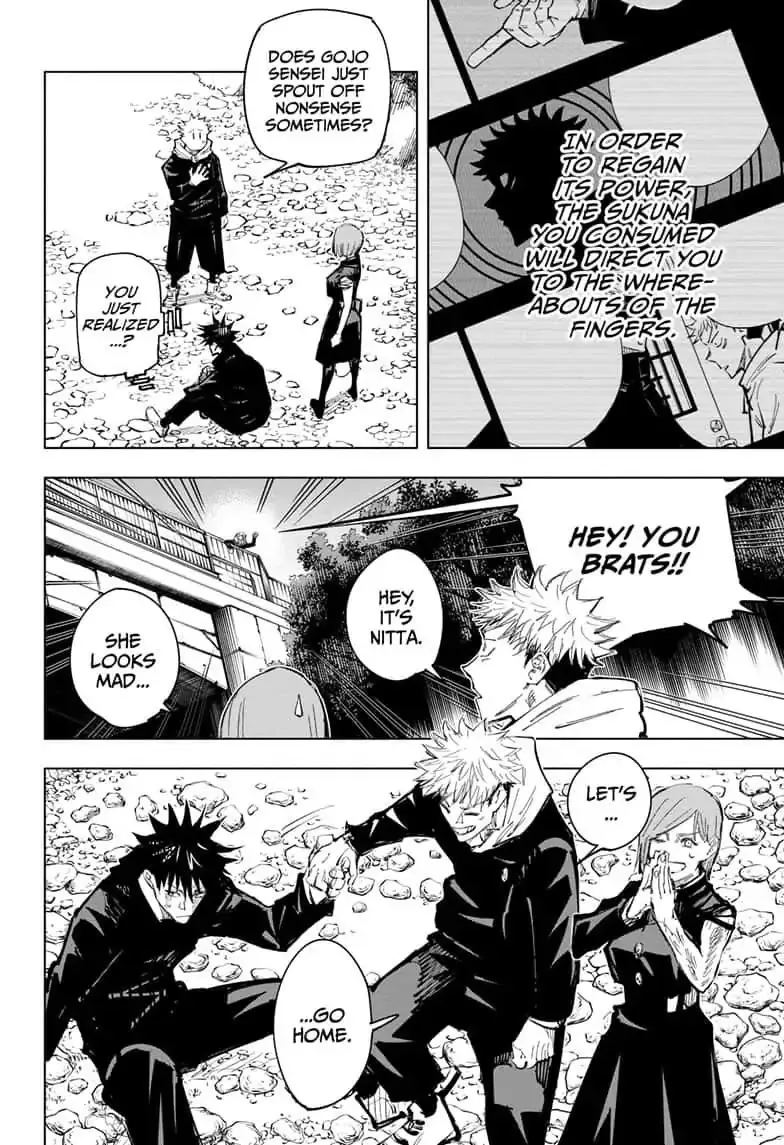 IN ORDER
TO REGAIN
ITS POWER,
THE SUKUNA
YOU CONSUMED
WILL DIRECT YOU
TO THE WHERE-
ABOUTS OF THE
FINGERS.
DOES GOJO
SENSEI JUST
SPOUT OFF
NONSENSE
SOMETIMES?
YOU
JUST
REALIZED
....?
HEY! YOU
BRATS!!
HEY,
IT'S
NITTA.
SHE
LOOKS
MAD...
LET'S
...
...GO
HOME.